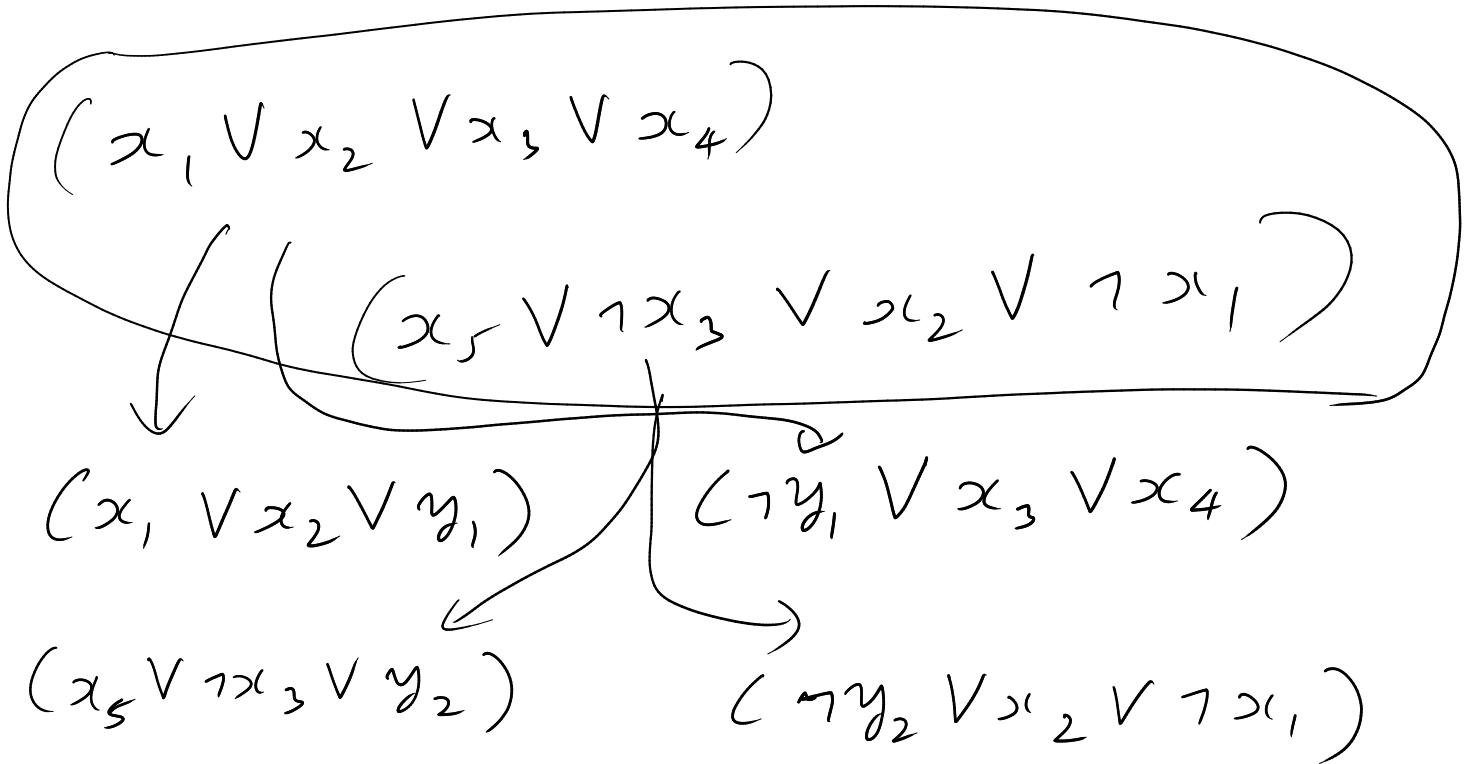 (x₁ ∨ x₂ ∨ x₃ ∨ x₄)
(x₅ ∨ ¬x₃ ∨ x₂ ∨ ¬x₁)
(x₁ ∨ x₂ ∨ y₁) (¬y₁ ∨ x₃ ∨ x₄)
(x₅ ∨ ¬x₃ ∨ y₂) (¬y₂ ∨ x₂ ∨ ¬x₁)